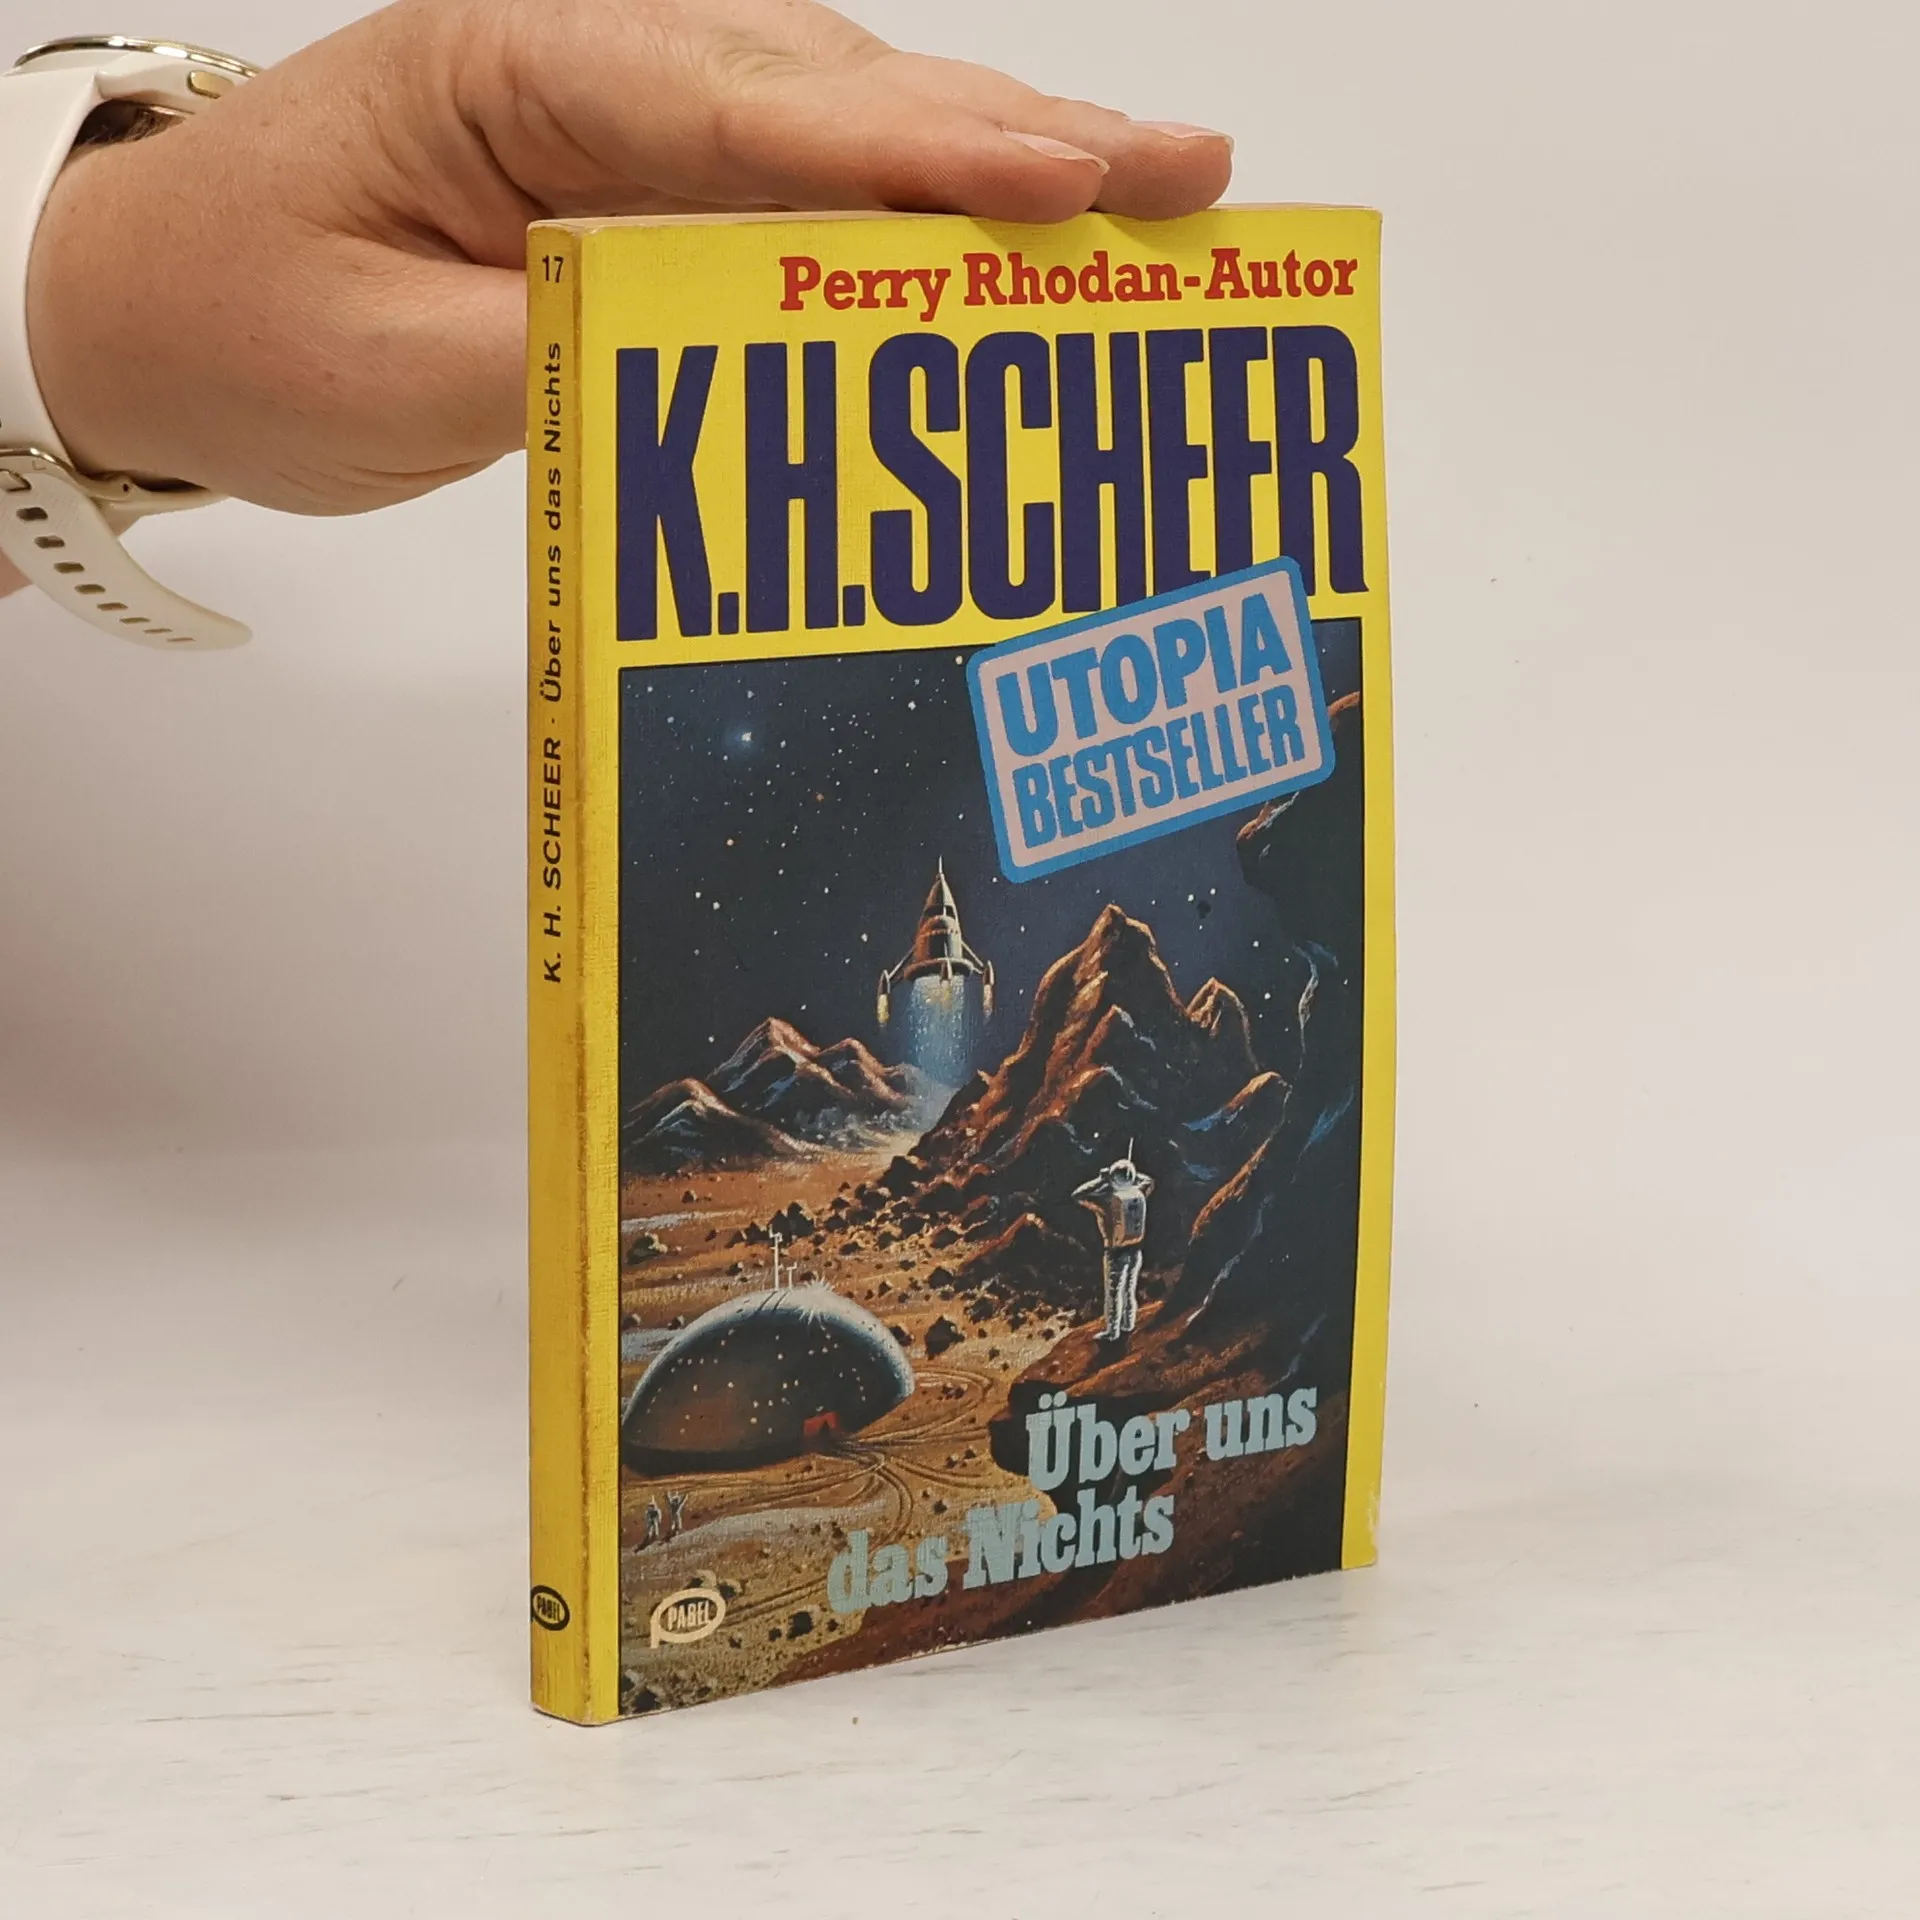 17
K. H. SCHEER · Über uns das Nichts
PABEL
Perry Rhodan-Autor
K.H.SCHEER
UTOPIA
BESTSELLER
Über uns
das Nichts
PABEL